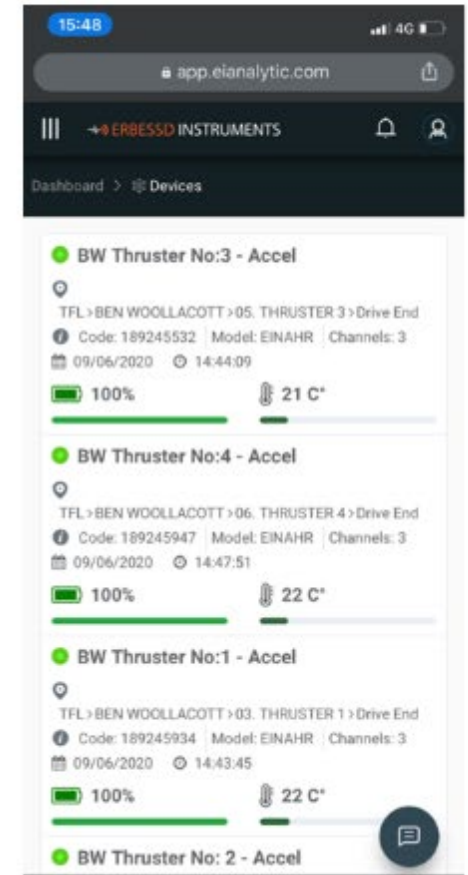 15:48
4G
app.eianalytic.com
ERBESSD INSTRUMENTS
Dashboard > Devices
BW Thruster No:3 - Accel
TFL>BEN WOOLLACOTT>05. THRUSTER 3>Drive End
Code: 189245532 Model: EINAHR Channels: 3
09/06/2020 14:44:09
100% 21 C°
BW Thruster No:4 - Accel
TFL>BEN WOOLLACOTT>06. THRUSTER 4>Drive End
Code: 189245947 Model: EINAHR Channels: 3
09/06/2020 14:47:51
100% 22 C°
BW Thruster No:1 - Accel
TFL>BEN WOOLLACOTT>03. THRUSTER 1>Drive End
Code: 189245934 Model: EINAHR Channels: 3
09/06/2020 14:43:45
100% 22 C°
BW Thruster No: 2 - Accel